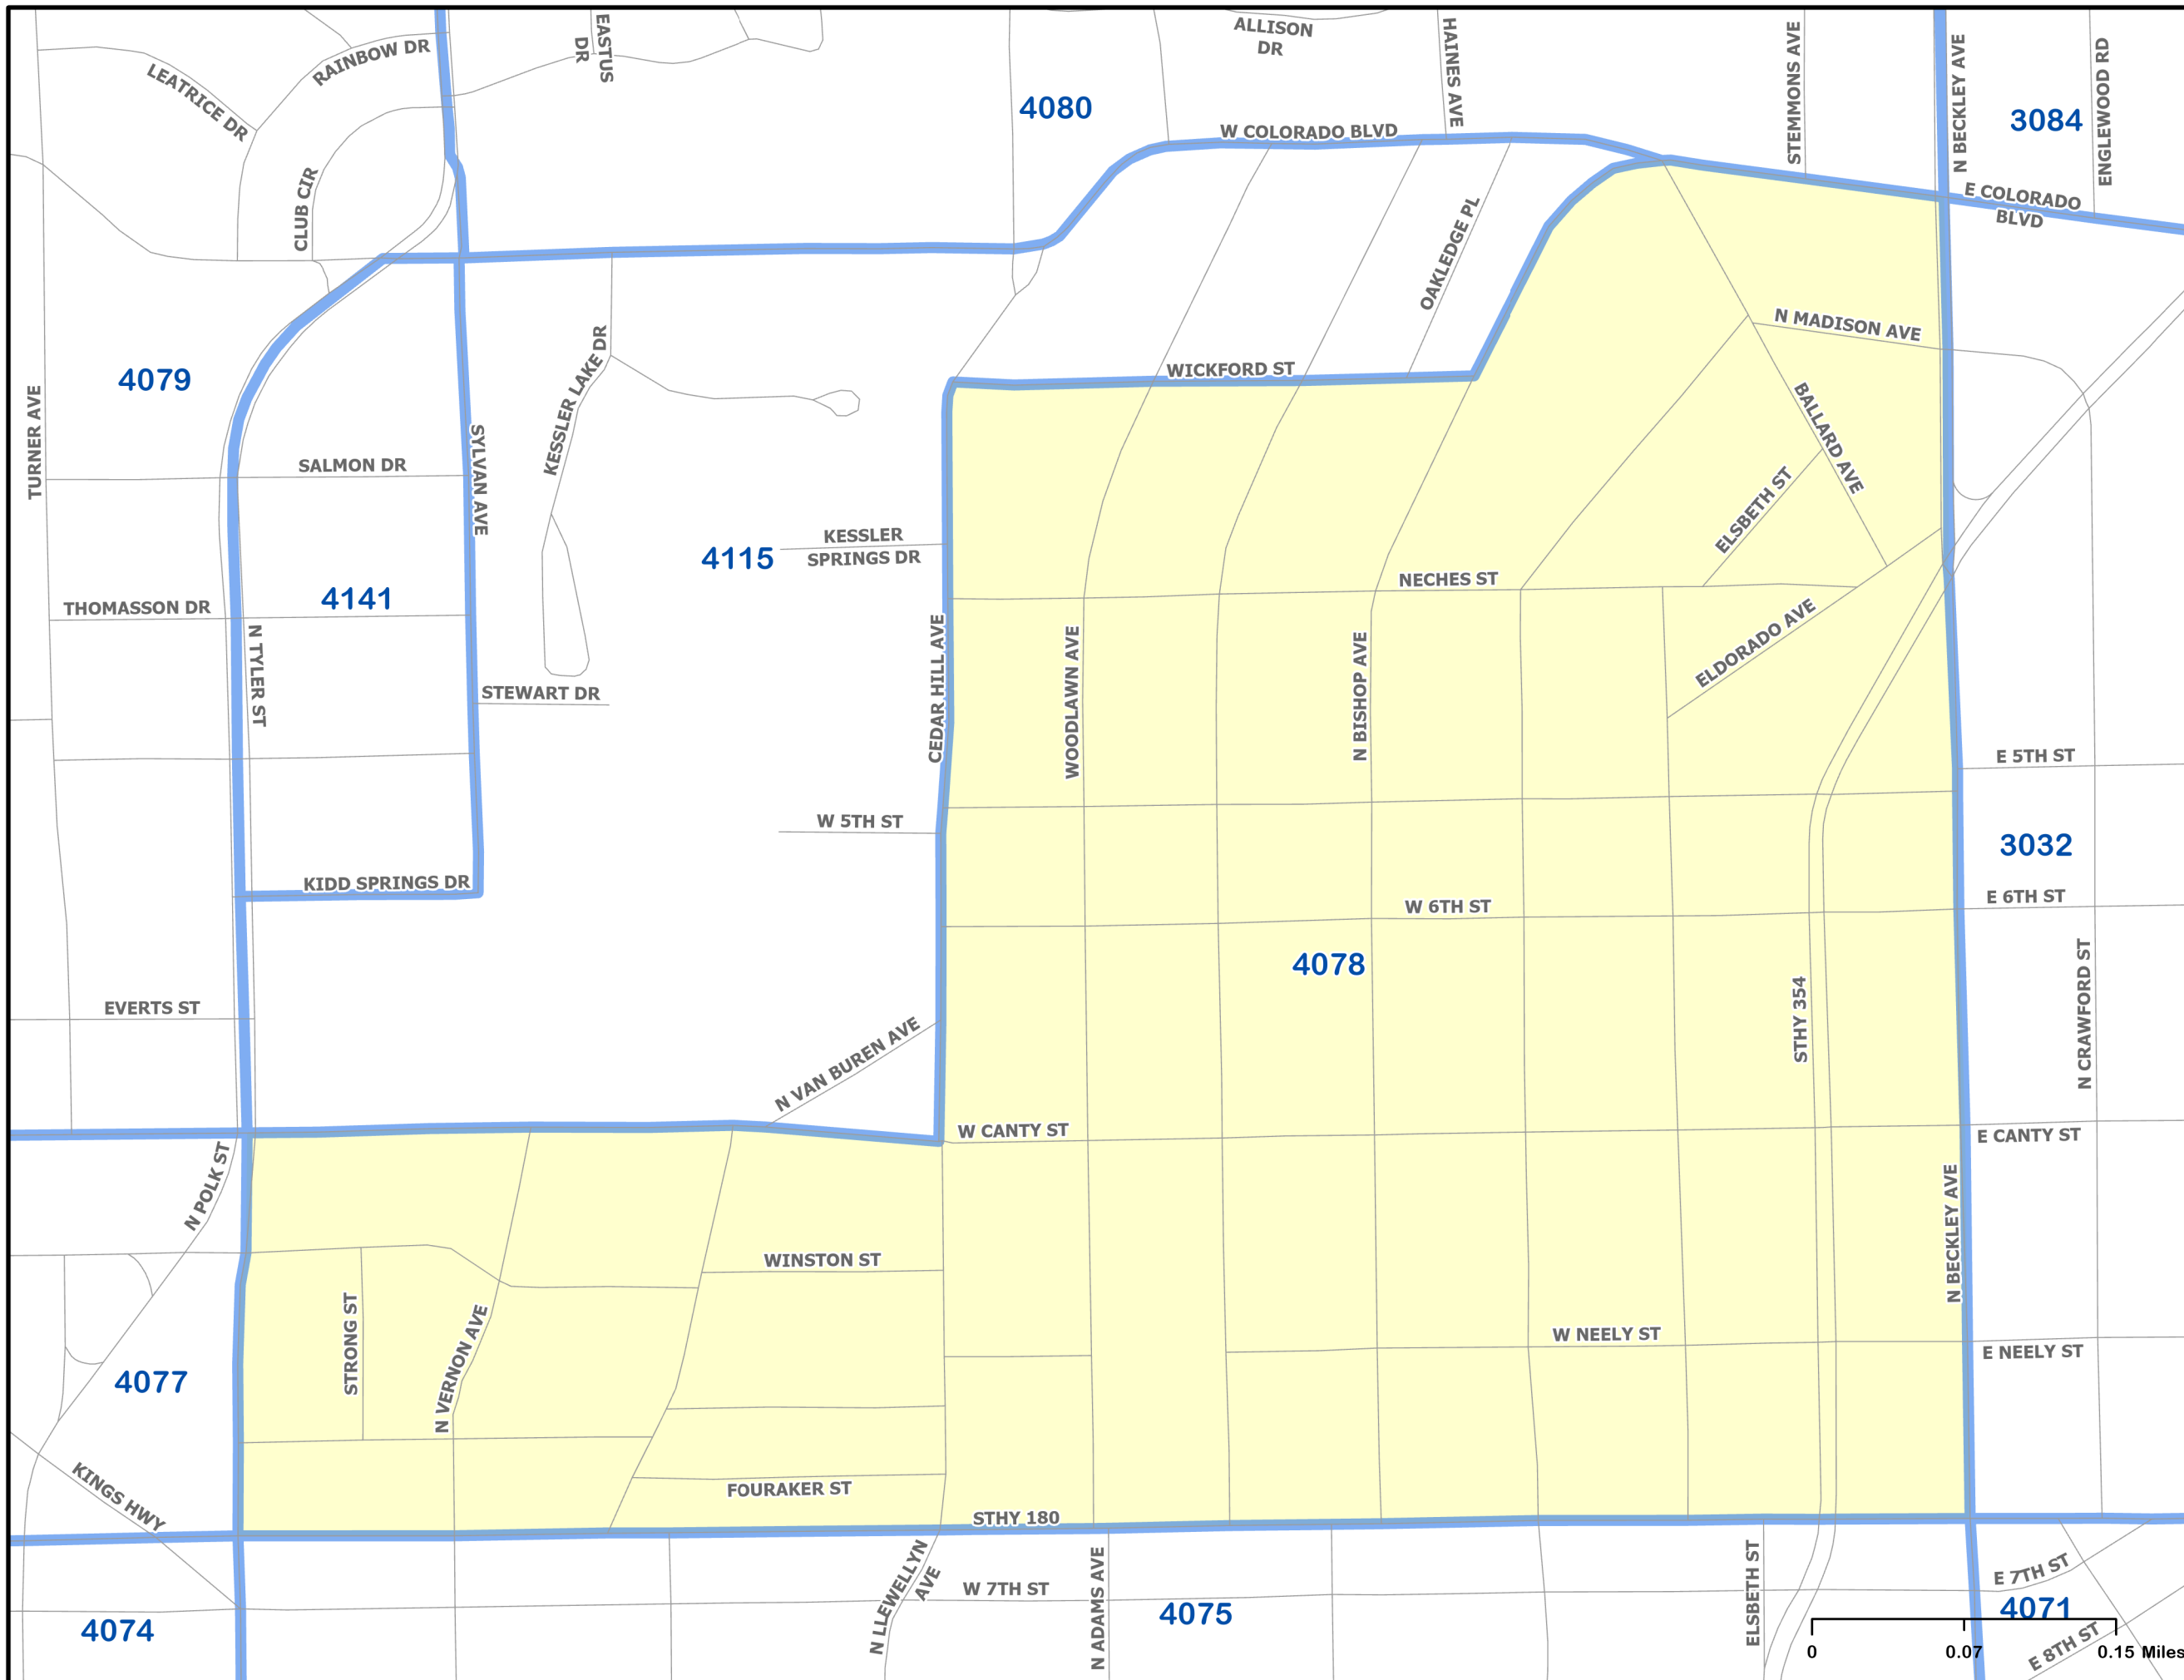 EASTUS
DR
ALLISON
DR
HAINES AVE
STEMMONS AVE
N BECKLEY AVE
ENGLEWOOD RD
RAINBOW DR
LEATRICE DR
4080
3084
W COLORADO BLVD
CLUB CIR
E COLORADO
BLVD
OAKLEDGE PL
N MADISON AVE
4079
KESSLER LAKE DR
WICKFORD ST
TURNER AVE
BALLARD AVE
SALMON DR
SYLVAN AVE
ELSBETH ST
KESSLER
SPRINGS DR
4115
NECHES ST
4141
THOMASSON DR
N TYLER ST
ELDORADO AVE
CEDAR HILL AVE
WOODLAWN AVE
N BISHOP AVE
STEWART DR
E 5TH ST
W 5TH ST
3032
KIDD SPRINGS DR
E 6TH ST
W 6TH ST
4078
N CRAWFORD ST
STHY 354
EVERTS ST
N VAN BUREN AVE
W CANTY ST
E CANTY ST
N POLK ST
N BECKLEY AVE
WINSTON ST
STRONG ST
N VERNON AVE
W NEELY ST
E NEELY ST
4077
KINGS HWY
FOURAKER ST
STHY 180
N LLEWELLYN
AVE
N ADAMS AVE
W 7TH ST
ELSBETH ST
E 7TH ST
4074
4075
4071
E 8TH ST
0
0.07
0.15 Miles